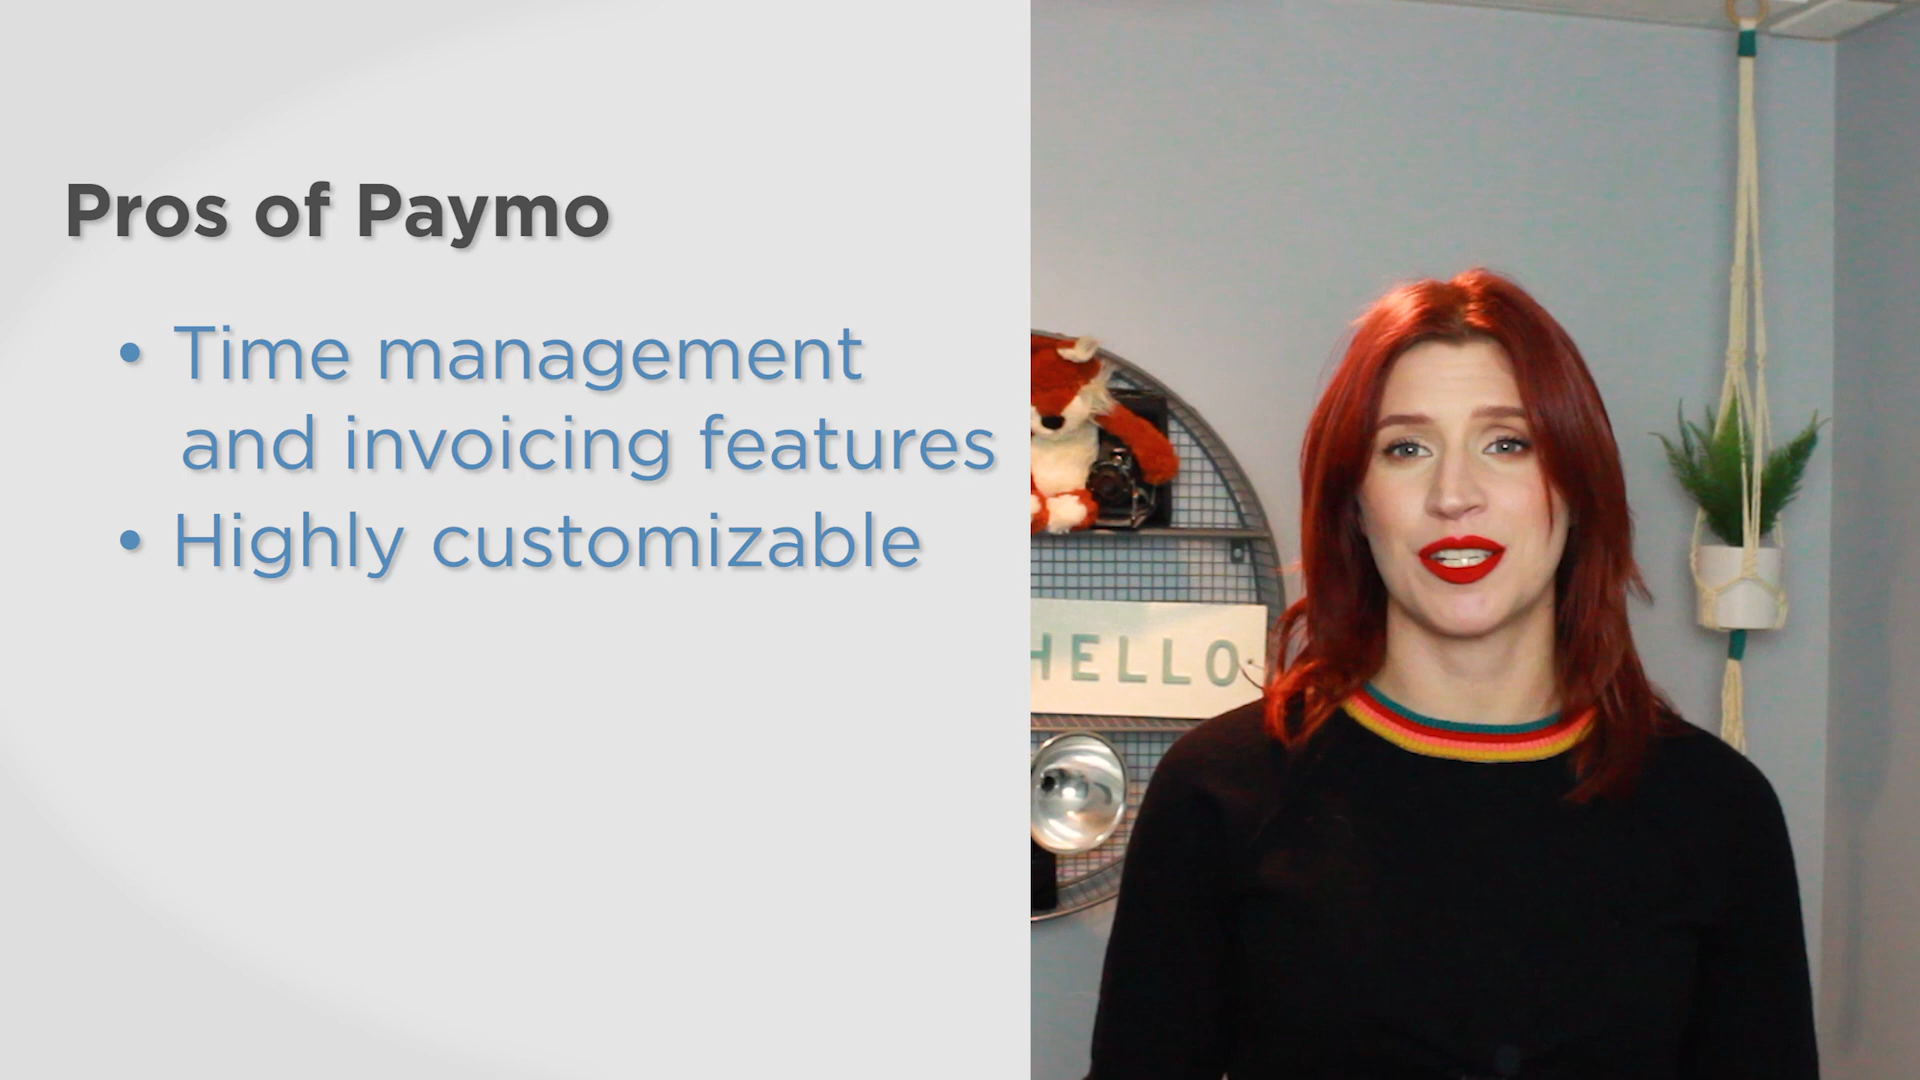 Pros of Paymo
• Time management
and invoicing features
• Highly customizable
HELLO